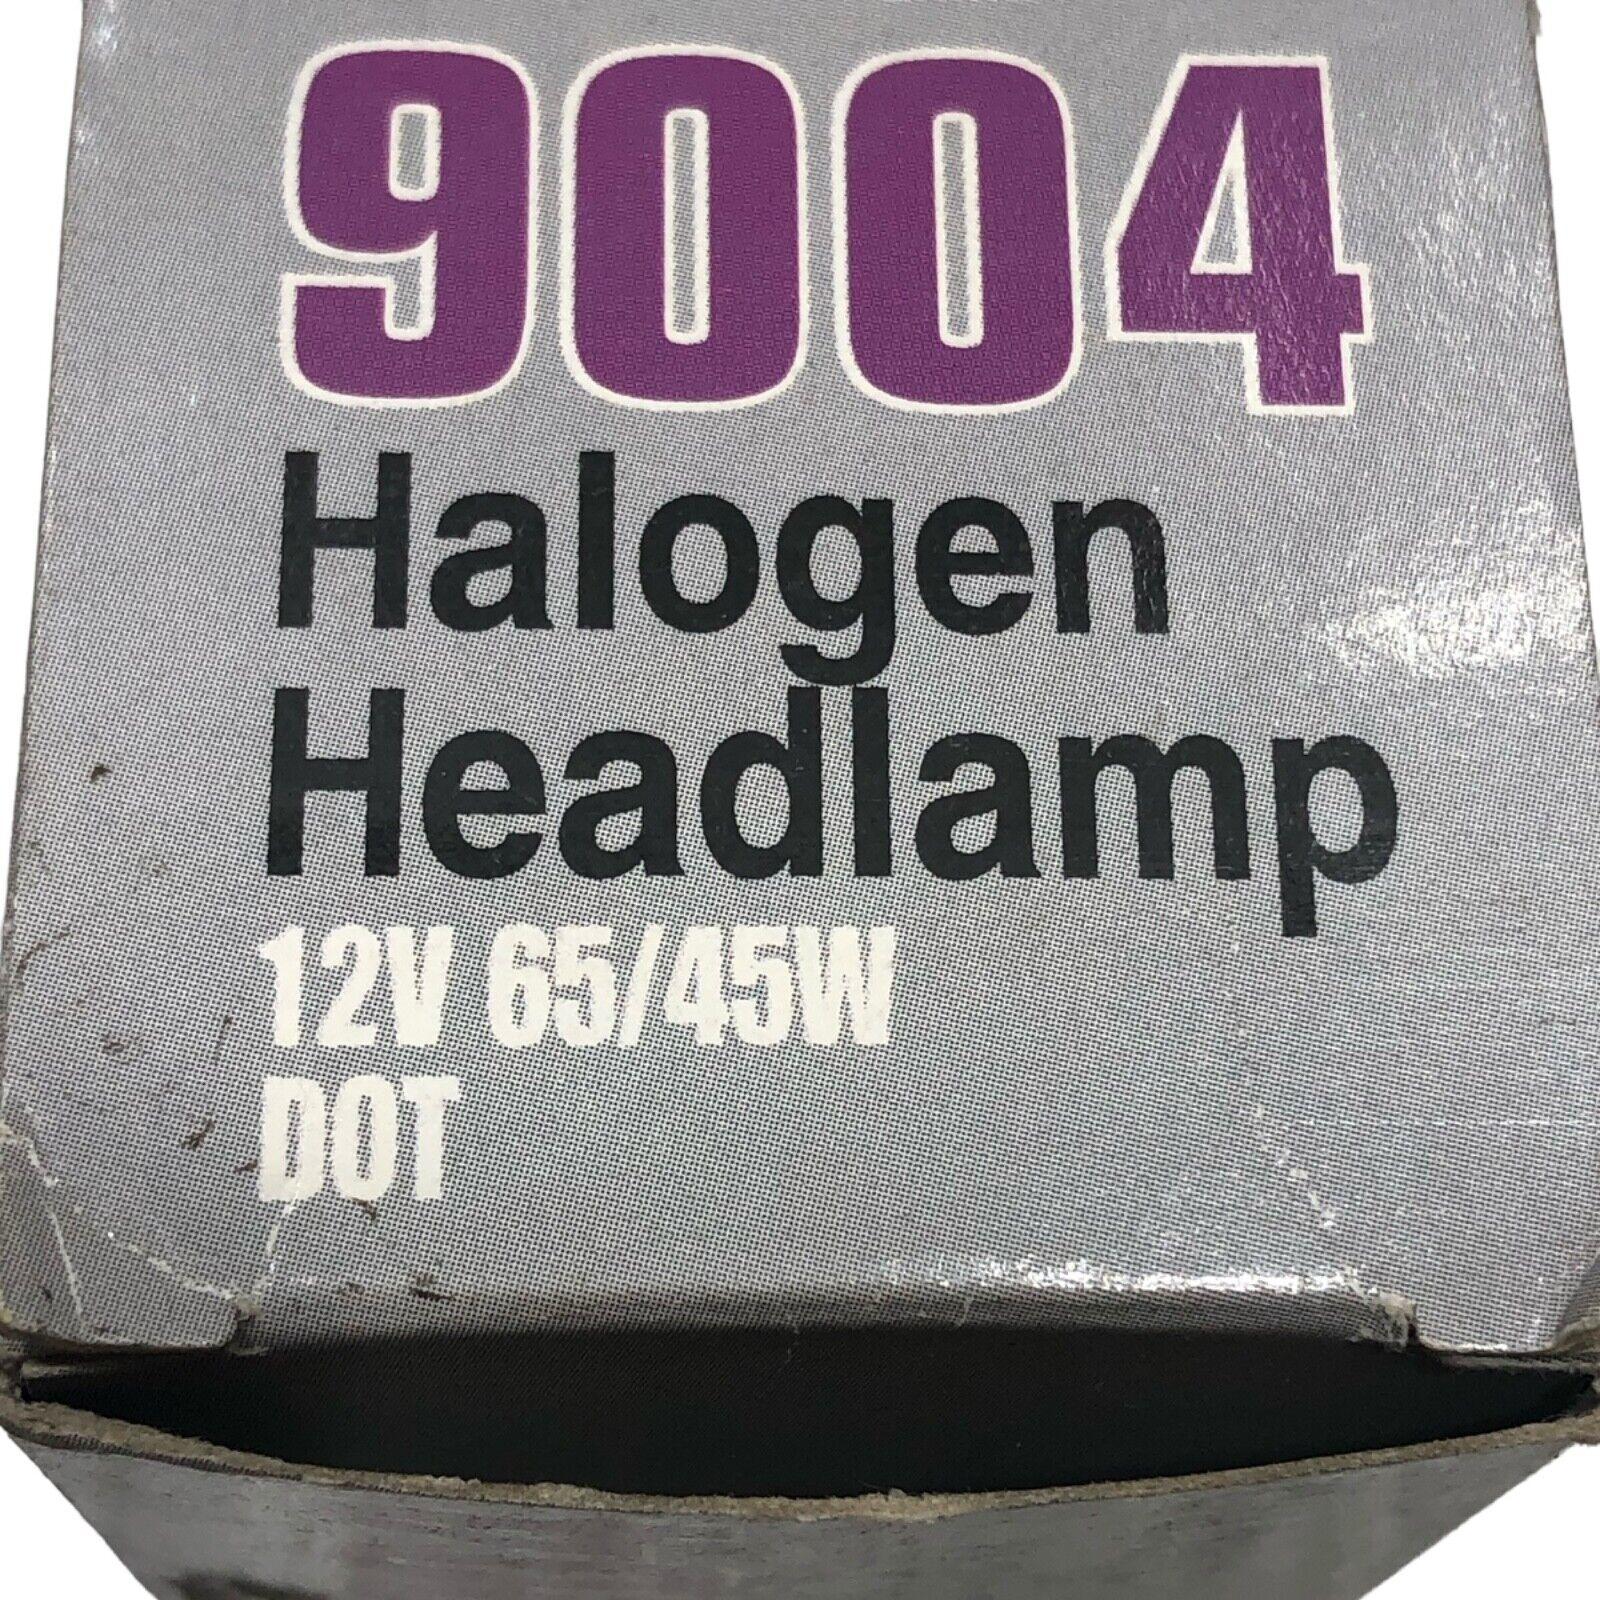 9004
Halogen
Headlamp
12V 65/45W
DOT